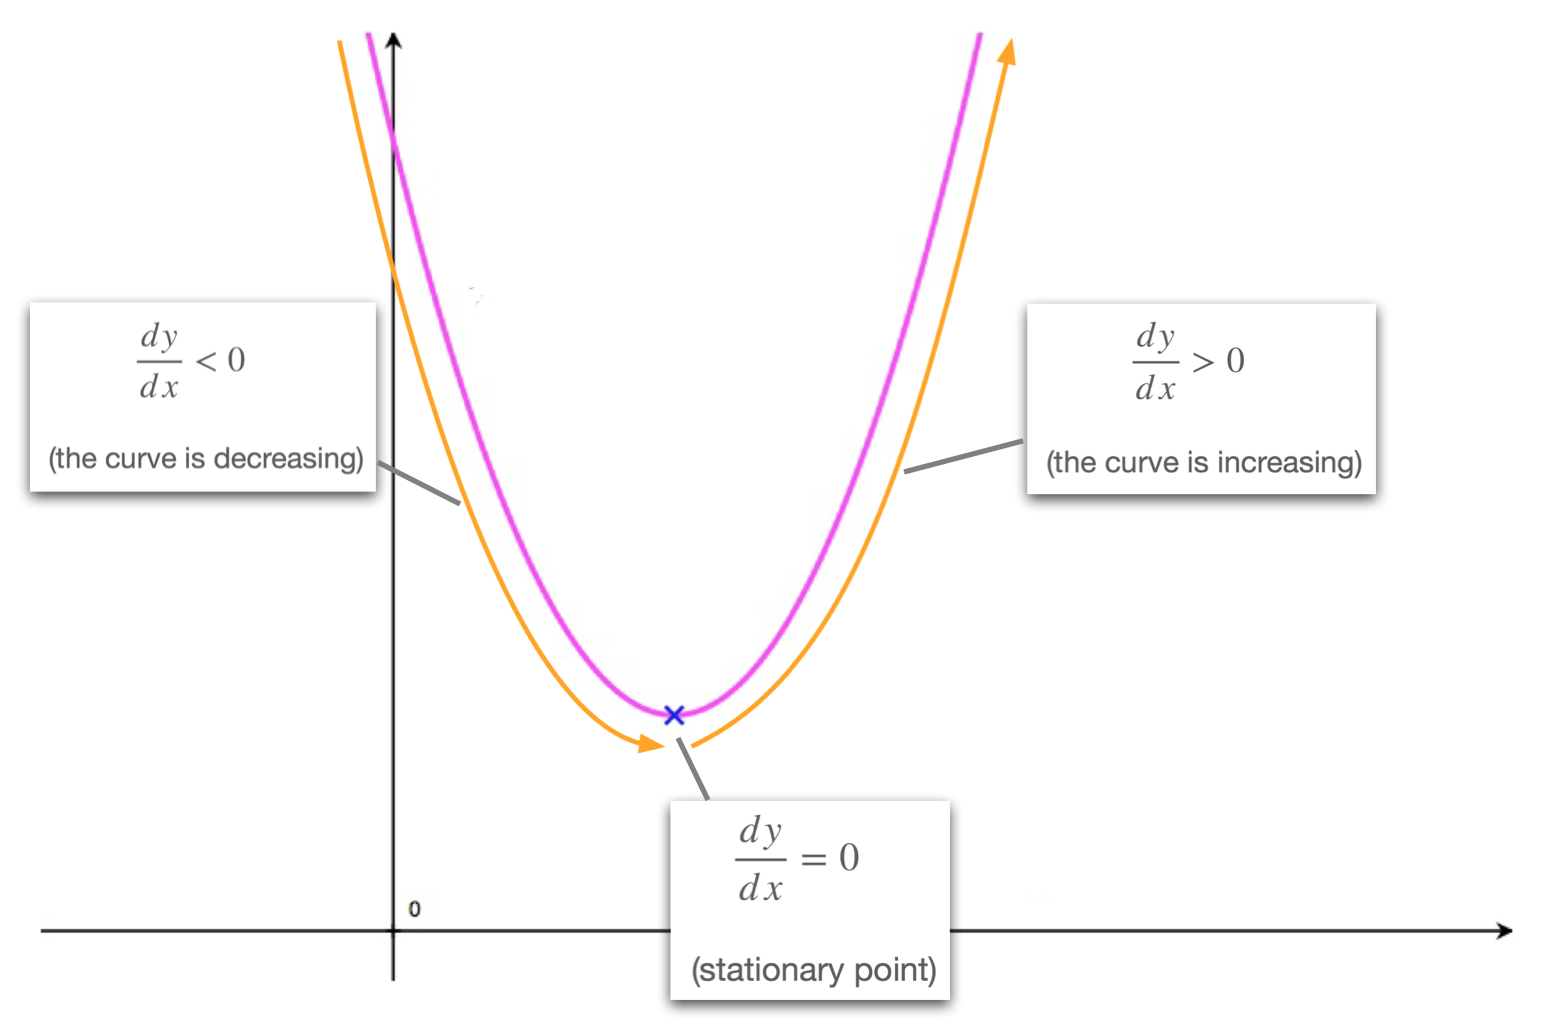 dy/dx < 0
(the curve is decreasing)
dy/dx > 0
(the curve is increasing)
0
dy/dx = 0
(stationary point)